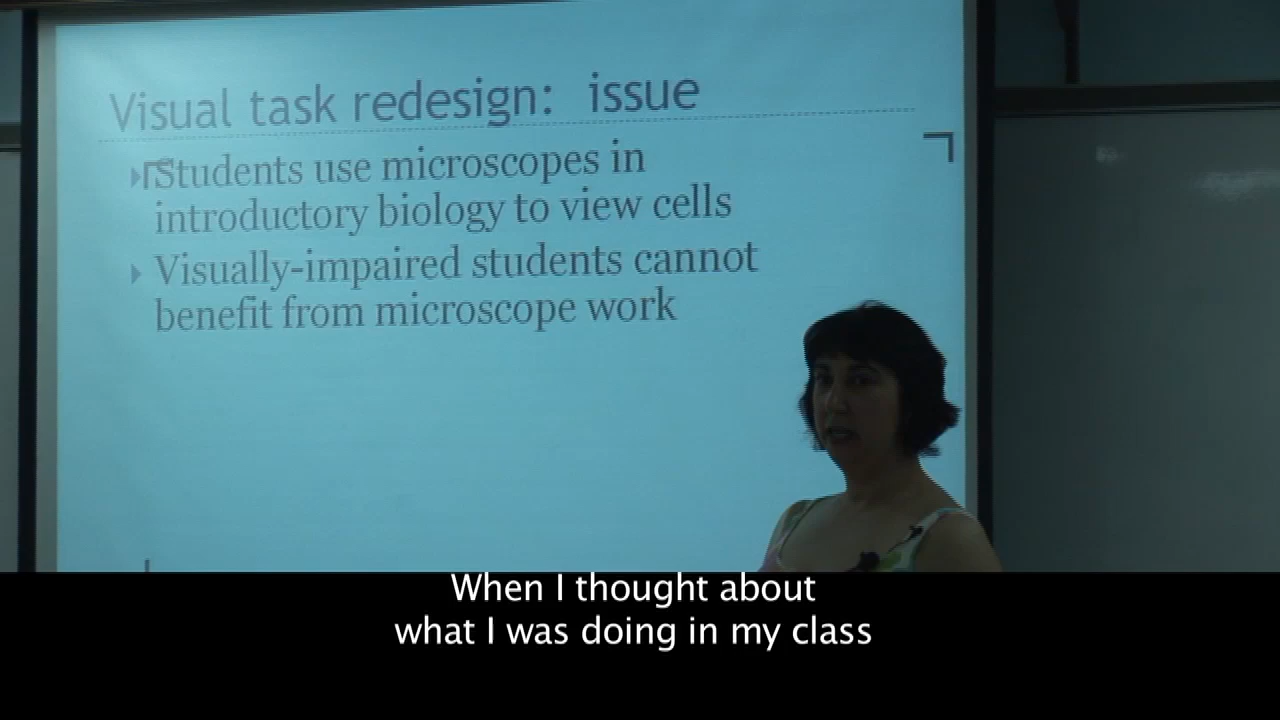 Visual task redesign: issue
Students use microscopes in
introductory biology to view cells
Visually-impaired students cannot
benefit from microscope work
When I thought about
what I was doing in my class